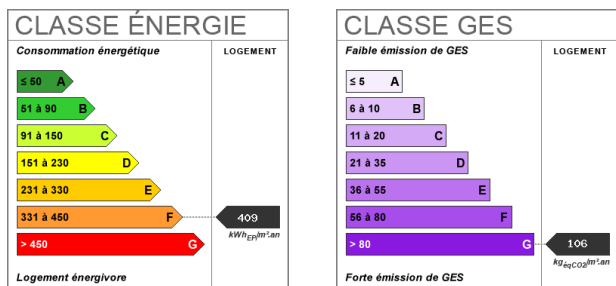 CLASSE ÉNERGIE
Consommation énergétique
LOGEMENT
≤ 50 A
51 à 90 B
91 à 150 C
151 à 230 D
231 à 330 E
331 à 450 F
409
kWhEP/m².an
> 450 G
Logement énergivore
CLASSE GES
Faible émission de GES
LOGEMENT
≤ 5 A
6 à 10 B
11 à 20 C
21 à 35 D
36 à 55 E
56 à 80 F
> 80 G
106
kgéqCO2/m².an
Forte émission de GES